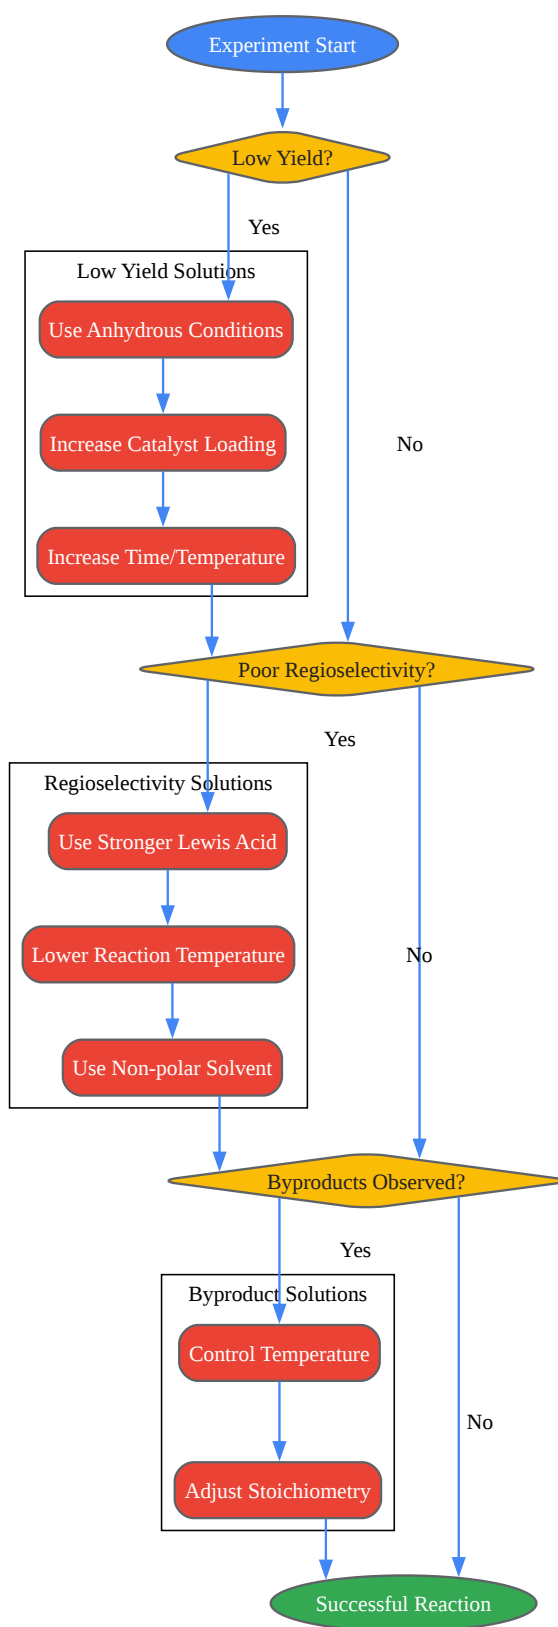 Experiment Start
Low Yield?
Yes
Low Yield Solutions
Use Anhydrous Conditions
Increase Catalyst Loading
No
Increase Time/Temperature
Poor Regioselectivity?
Yes
Regioselectivity Solutions
Use Stronger Lewis Acid
Lower Reaction Temperature
No
Use Non-polar Solvent
Byproducts Observed?
Yes
Byproduct Solutions
Control Temperature
No
Adjust Stoichiometry
Successful Reaction